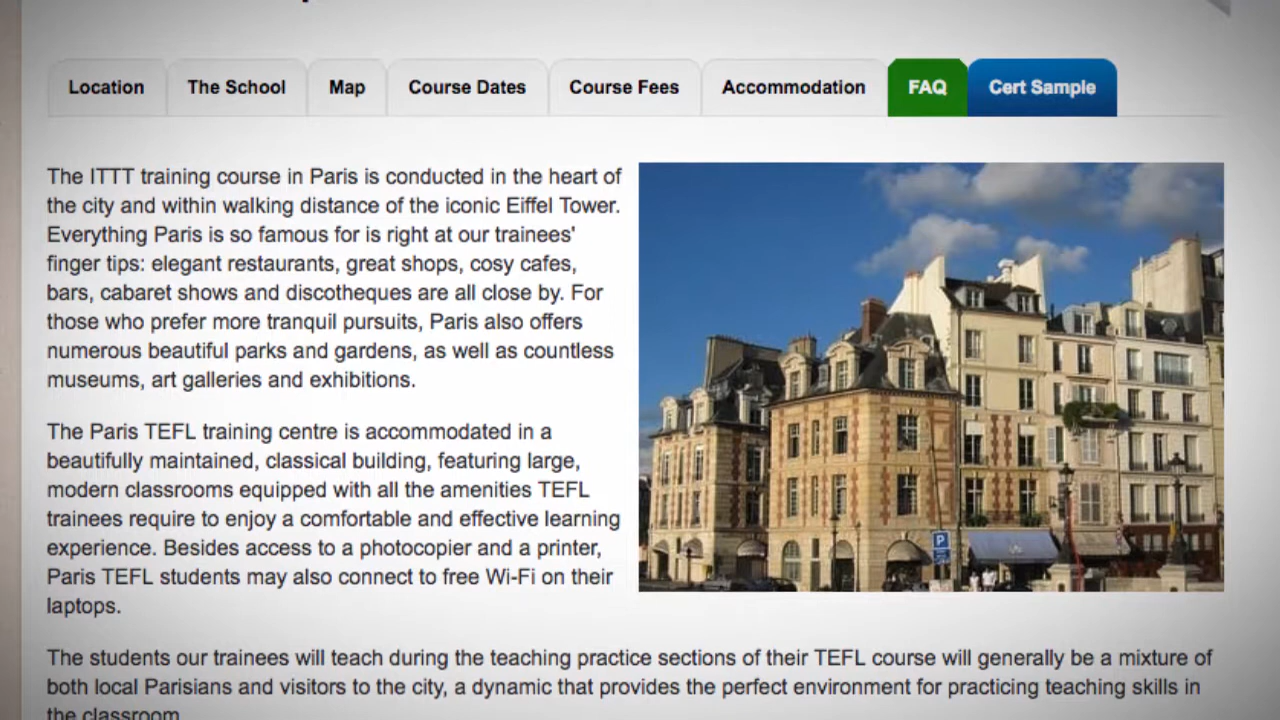 Location The School Map Course Dates Course Fees Accommodation FAQ Cert Sample
The ITTT training course in Paris is conducted in the heart of
the city and within walking distance of the iconic Eiffel Tower.
Everything Paris is so famous for is right at our trainees'
finger tips: elegant restaurants, great shops, cosy cafes,
bars, cabaret shows and discotheques are all close by. For
those who prefer more tranquil pursuits, Paris also offers
numerous beautiful parks and gardens, as well as countless
museums, art galleries and exhibitions.
The Paris TEFL training centre is accommodated in a
beautifully maintained, classical building, featuring large,
modern classrooms equipped with all the amenities TEFL
trainees require to enjoy a comfortable and effective learning
experience. Besides access to a photocopier and a printer,
Paris TEFL students may also connect to free Wi-Fi on their
laptops.
P
The students our trainees will teach during the teaching practice sections of their TEFL course will generally be a mixture of
both local Parisians and visitors to the city, a dynamic that provides the perfect environment for practicing teaching skills in
the classroom